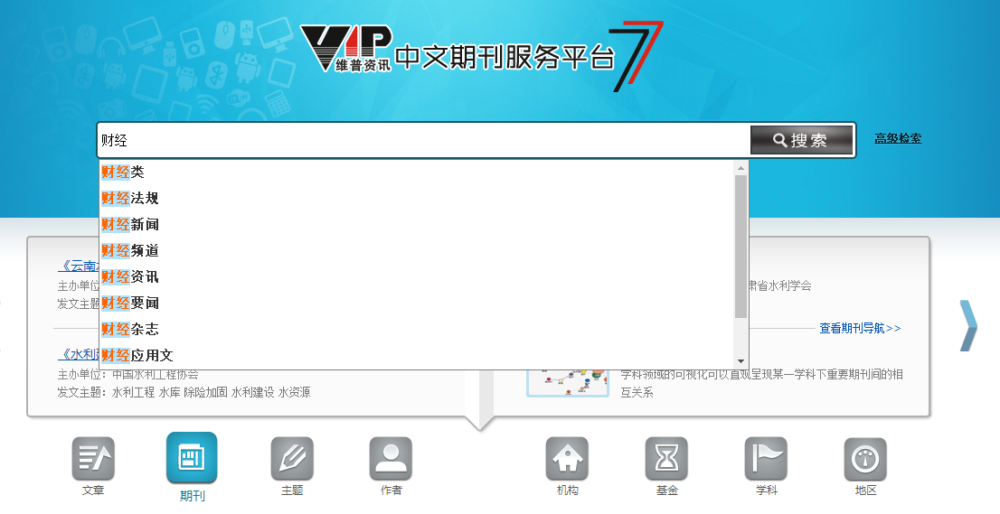 VIP
维普资讯 中文期刊服务平台 7
财经
搜索
高级检索
财经类
财经法规
财经新闻
财经频道
财经资讯
财经要闻
财经杂志
财经应用文
《云南水
主办单位
发文主题
肃省水利学会
查看期刊导航>>
《水利建
主办单位：中国水利工程协会
发文主题：水利工程 水库 除险加固 水利建设 水资源
学科领域的可视化可以直观呈现某一学科下重要期刊间的相
互关系
文章
期刊
主题
作者
机构
基金
学科
地区